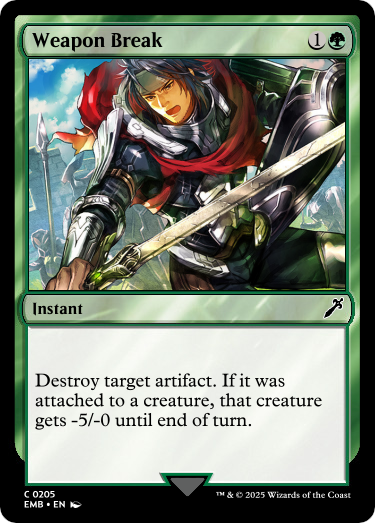 Weapon Break 1
Instant
Destroy target artifact. If it was
attached to a creature, that creature
gets -5/-0 until end of turn.
C 0205
EMB • EN
™ & © 2025 Wizards of the Coast